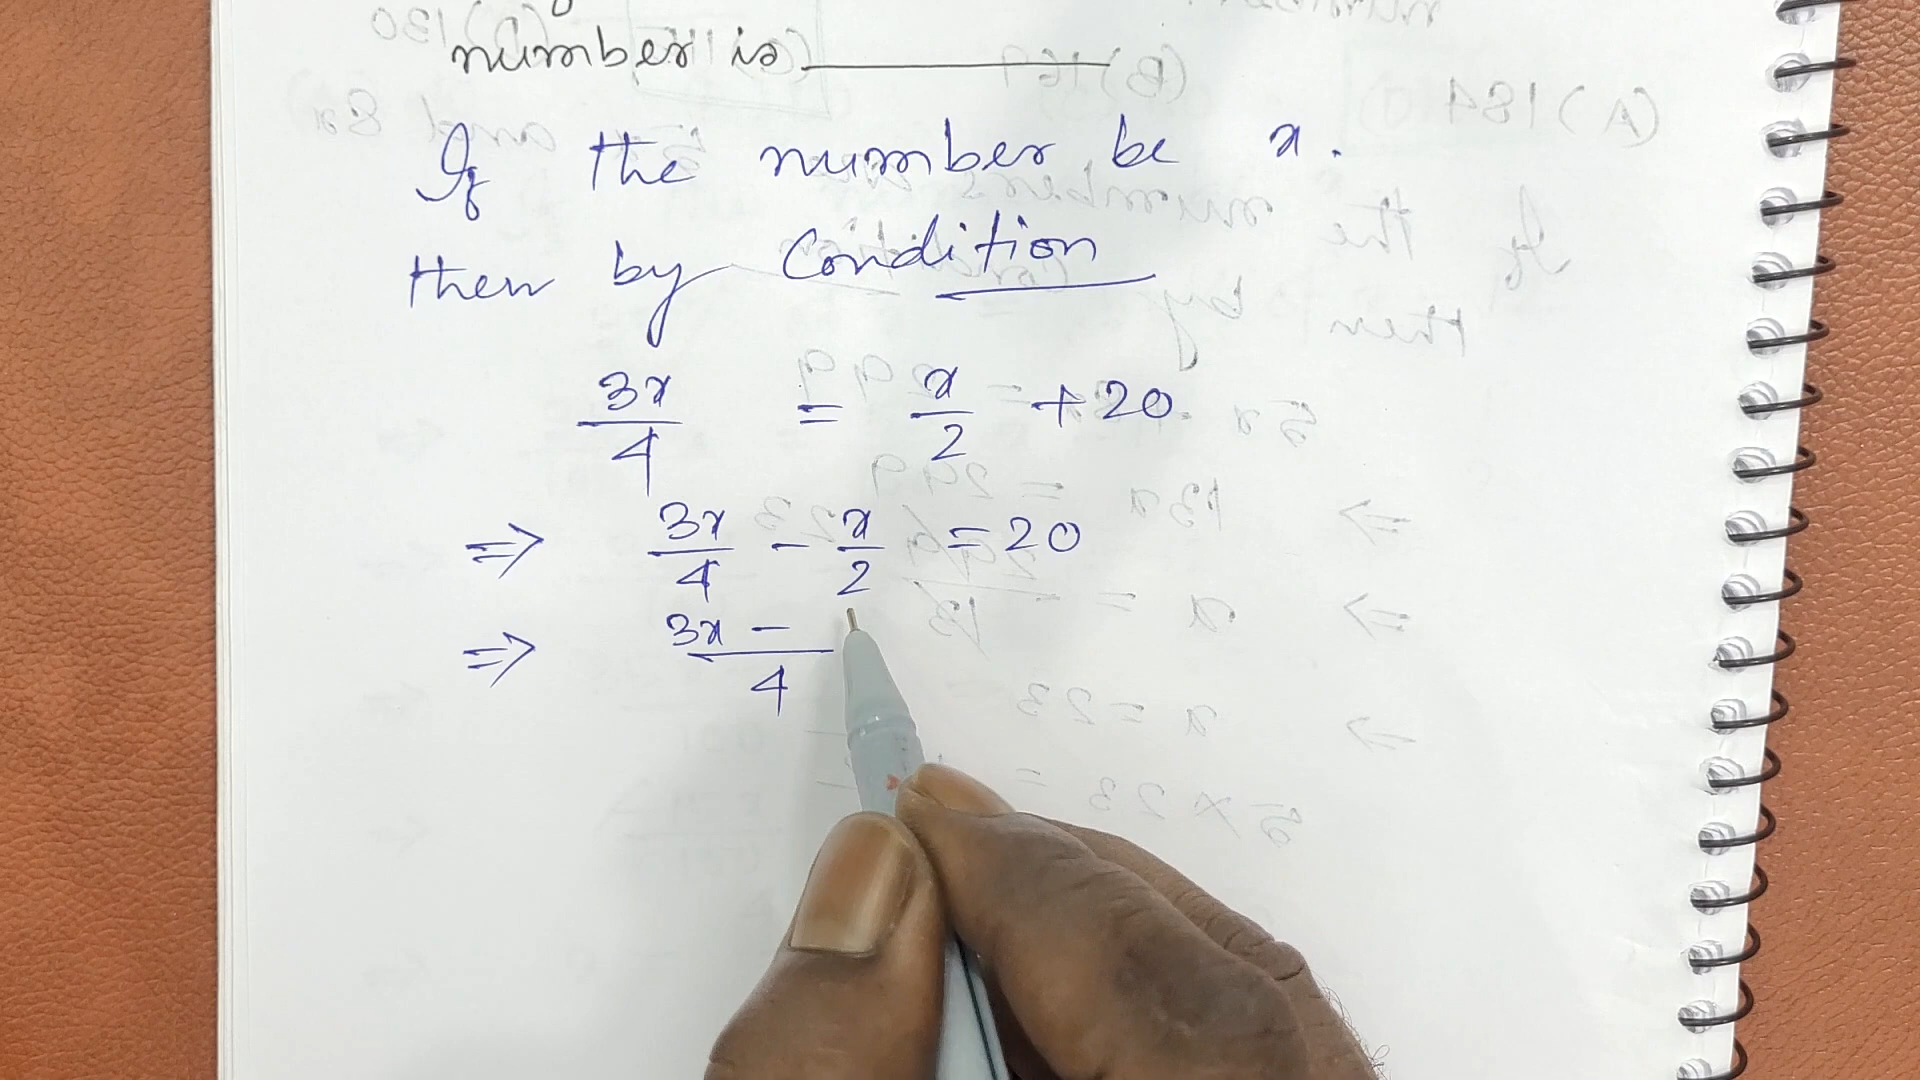 number is
If the number be x.
then by Condition
3x/4 = x/2 + 20
⇒ 3x/4 - x/2 = 20
⇒ 3x - /4